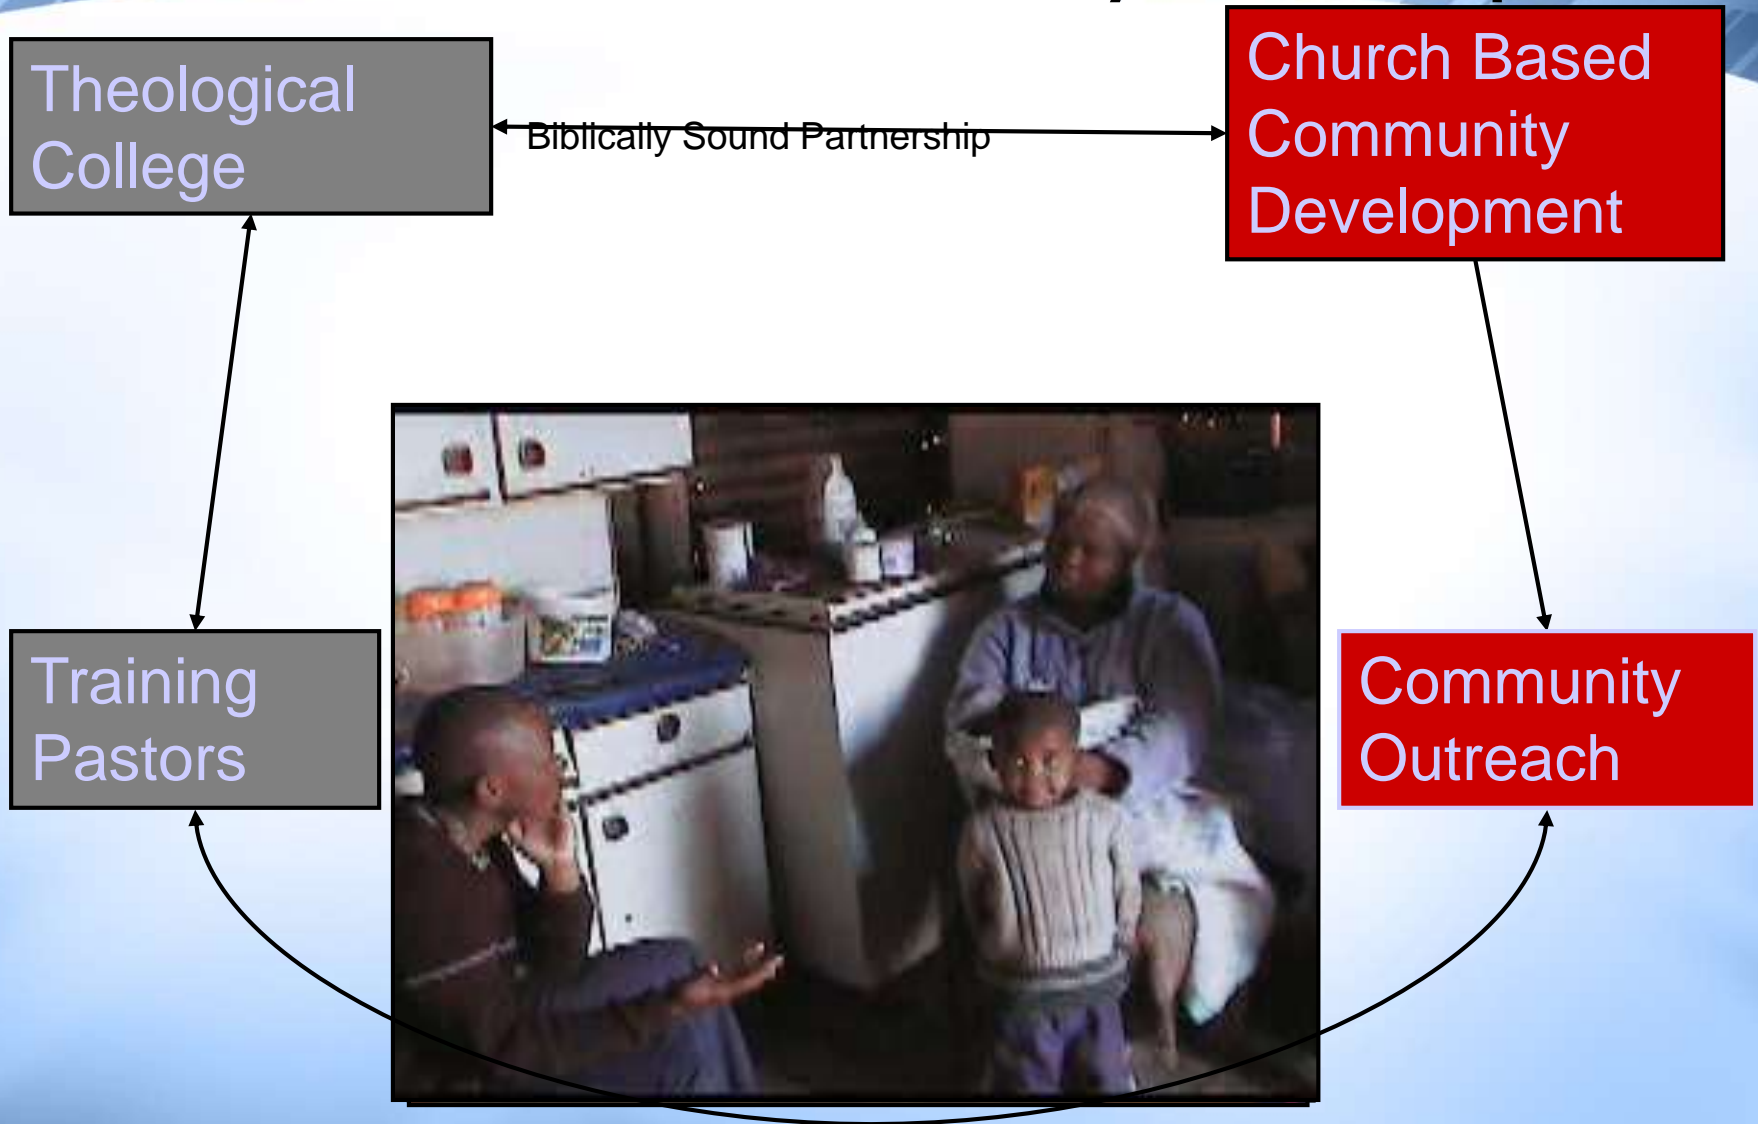 Theological
College
Biblically Sound Partnership
Church Based
Community
Development
Training
Pastors
Community
Outreach